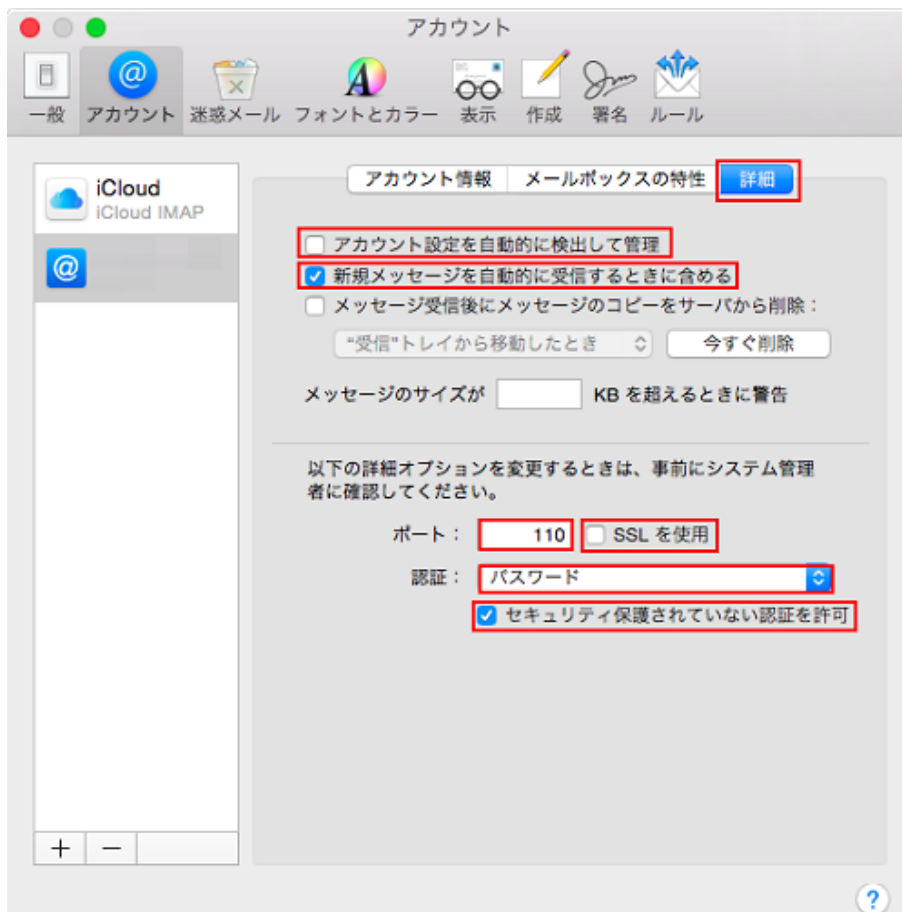 アカウント
一般 アカウント 迷惑メール フォントとカラー 表示 作成 署名 ルール
iCloud
iCloud IMAP
アカウント情報 メールボックスの特性 詳細
アカウント設定を自動的に検出して管理
新規メッセージを自動的に受信するときに含める
メッセージ受信後にメッセージのコピーをサーバから削除：
"受信"トレイから移動したとき 今すぐ削除
メッセージのサイズが KB を超えるときに警告
以下の詳細オプションを変更するときは、事前にシステム管理
者に確認してください。
ポート： 110 SSL を使用
認証： パスワード
セキュリティ保護されていない認証を許可